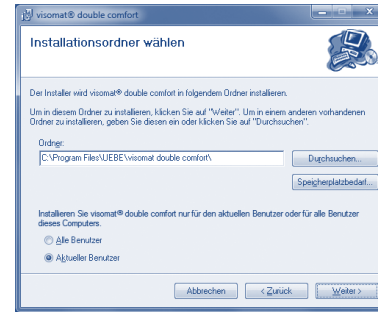 visomat® double comfort
Installationsordner wählen
Der Installer wird visomat® double comfort in folgendem Ordner installieren.
Um in diesem Ordner zu installieren, klicken Sie auf "Weiter". Um in einem anderen vorhandenen
Ordner zu installieren, geben Sie diesen ein oder klicken Sie auf "Durchsuchen".
Ordner:
C:\Program Files\UEBE\visomat double comfort\
Durchsuchen...
Speicherplatzbedarf...
Installieren Sie visomat® double comfort nur für den aktuellen Benutzer oder für alle Benutzer
dieses Computers.
Alle Benutzer
Aktueller Benutzer
Abbrechen
< Zurück
Weiter >